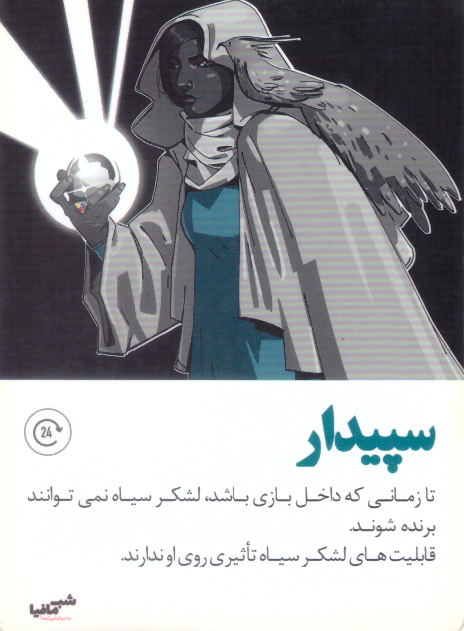 سپیدار
24
تا زمانی که داخل بازی باشد، لشکر سیاه نمی توانند
برنده شوند.
قابلیت های لشکر سیاه تأثیری روی او ندارند.
شب
مافیا